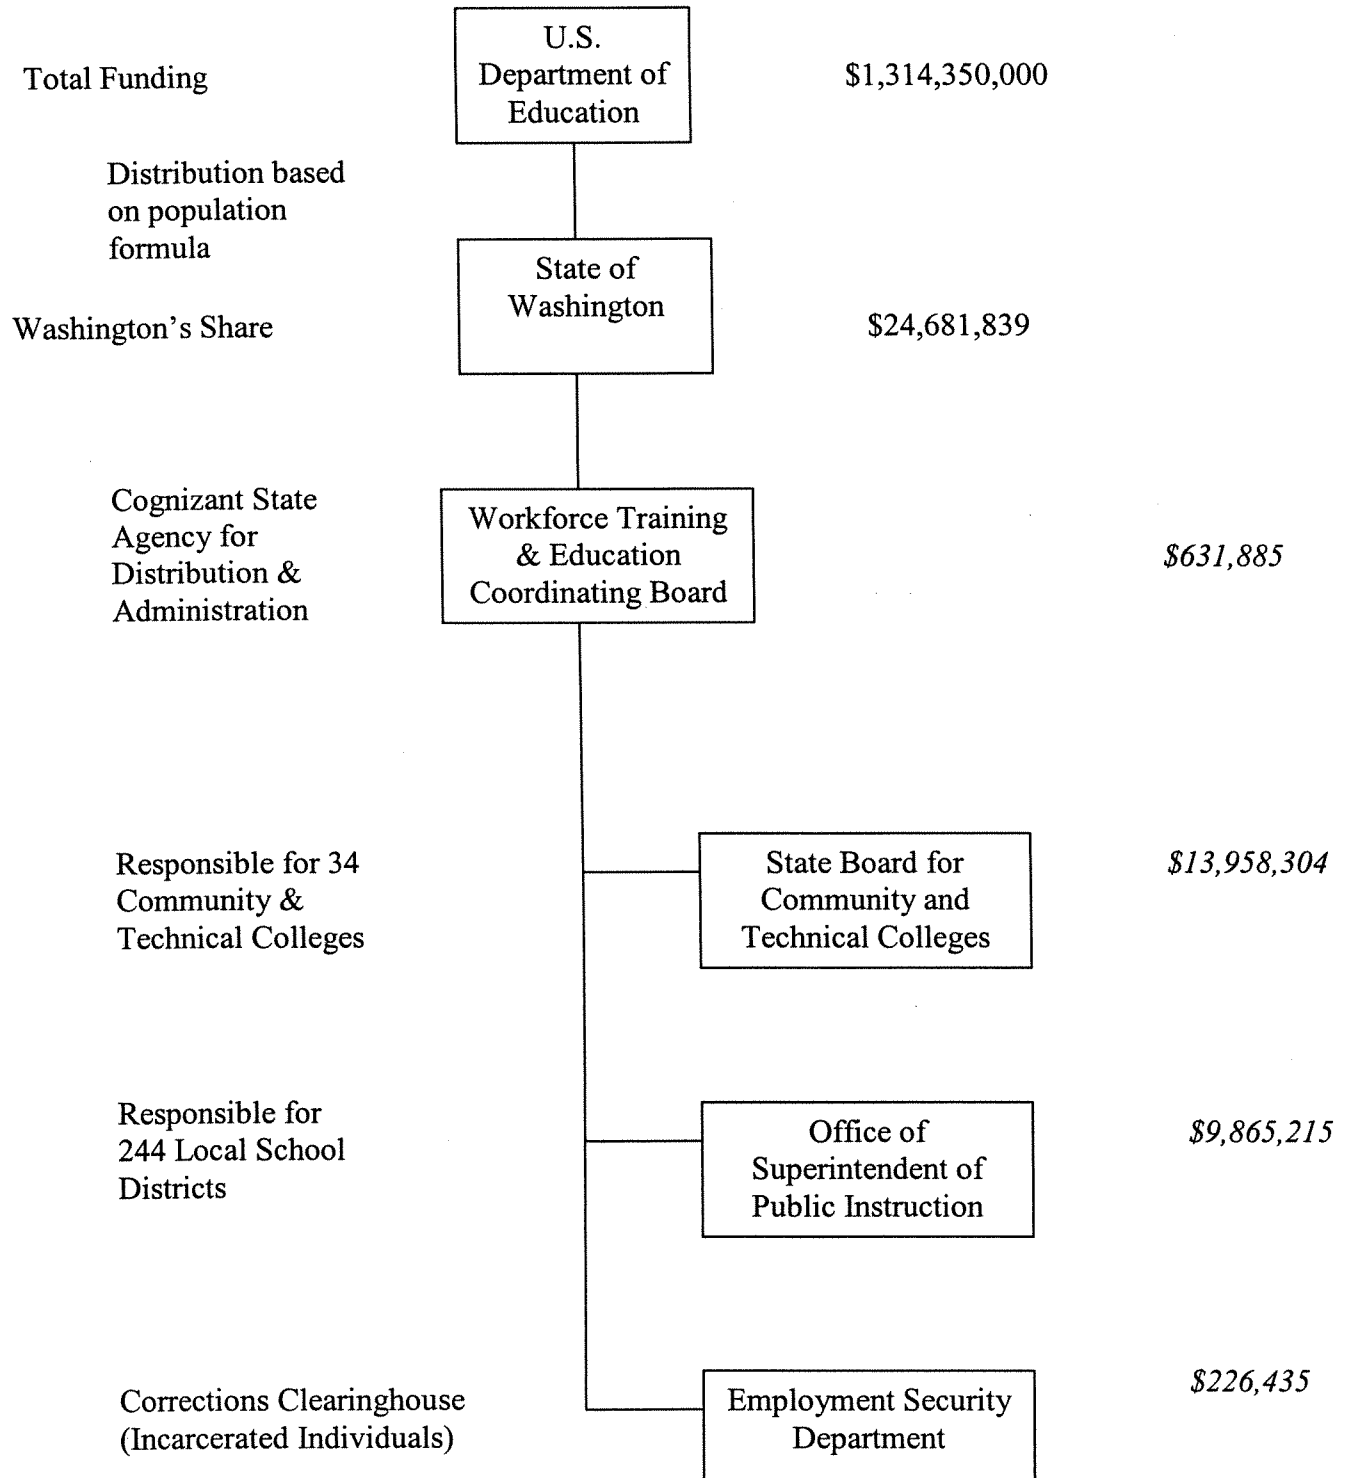 U.S.
Department of
Education
Total Funding
$1,314,350,000
Distribution based
on population
formula
State of
Washington
Washington's Share
$24,681,839
Cognizant State
Agency for
Distribution &
Administration
Workforce Training
& Education
Coordinating Board
$631,885
Responsible for 34
Community &
Technical Colleges
State Board for
Community and
Technical Colleges
$13,958,304
Responsible for
244 Local School
Districts
Office of
Superintendent of
Public Instruction
$9,865,215
Corrections Clearinghouse
(Incarcerated Individuals)
Employment Security
Department
$226,435